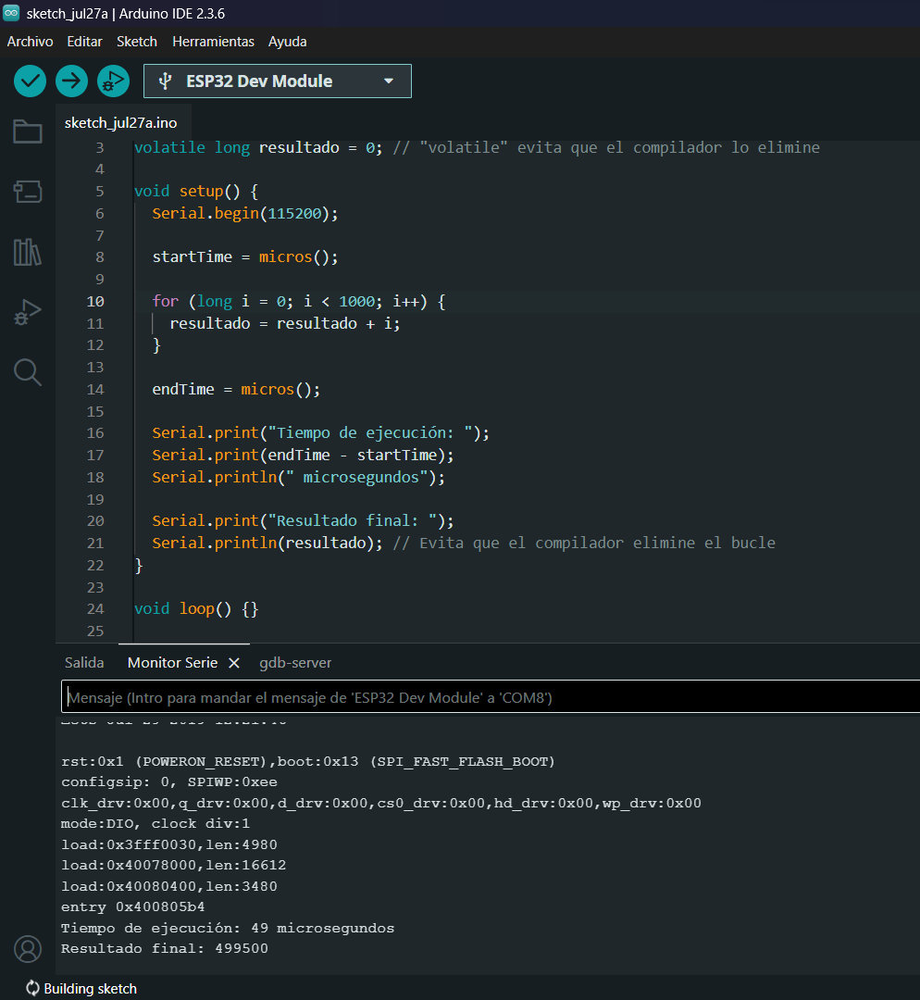 sketch_jul27a | Arduino IDE 2.3.6
Archivo Editar Sketch Herramientas Ayuda
ESP32 Dev Module
sketch_jul27a.ino
3 volatile long resultado = 0; // "volatile" evita que el compilador lo elimine
4
5 void setup() {
6 Serial.begin(115200);
7
8 startTime = micros();
9
10 for (long i = 0; i < 1000; i++) {
11 resultado = resultado + i;
12 }
13
14 endTime = micros();
15
16 Serial.print("Tiempo de ejecución: ");
17 Serial.print(endTime - startTime);
18 Serial.println(" microsegundos");
19
20 Serial.print("Resultado final: ");
21 Serial.println(resultado); // Evita que el compilador elimine el bucle
22 }
23
24 void loop() {}
25
Salida Monitor Serie gdb-server
Mensaje (Intro para mandar el mensaje de 'ESP32 Dev Module' a 'COM8')
rst:0x1 (POWERON_RESET),boot:0x13 (SPI_FAST_FLASH_BOOT)
configsip: 0, SPIWP:0xee
clk_drv:0x00,q_drv:0x00,d_drv:0x00,cs0_drv:0x00,hd_drv:0x00,wp_drv:0x00
mode:DIO, clock div:1
load:0x3fff0030,len:4980
load:0x40078000,len:16612
load:0x40080400,len:3480
entry 0x400805b4
Tiempo de ejecución: 49 microsegundos
Resultado final: 499500
Building sketch